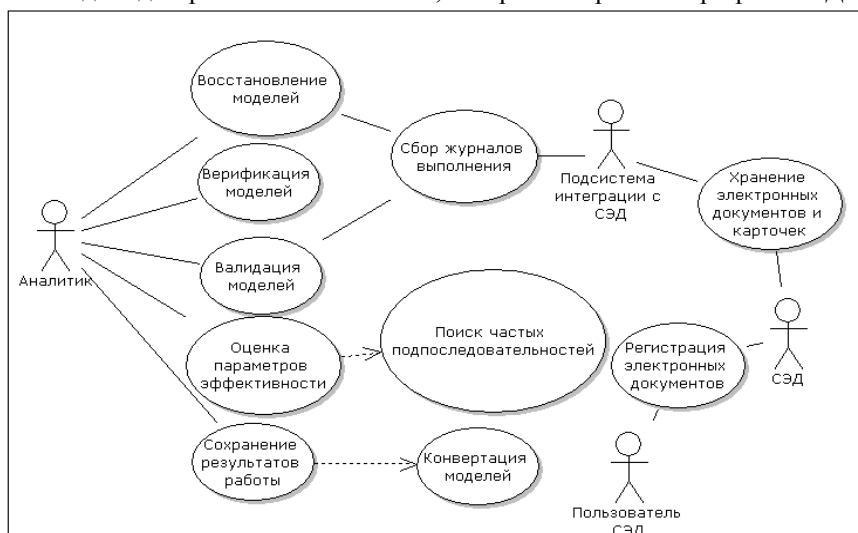 Восстановление
моделей
Верификация
моделей
Аналитик
Валидация
моделей
Оценка
параметров
эффективности
Сохранение
результатов
работы
Сбор журналов
выполнения
Поиск частых
подпоследовательностей
Конвертация
моделей
Подсистема
интеграции с
СЭД
Хранение
электронных
документов и
карточек
Регистрация
электронных
документов
СЭД
Пользователь
СЭД